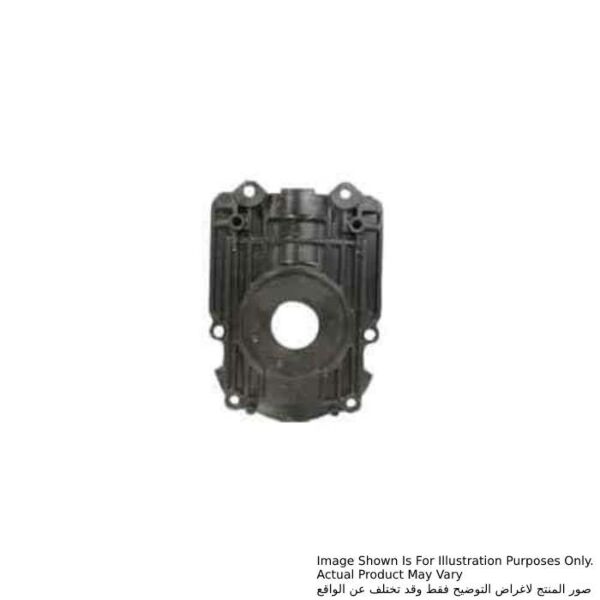 Image Shown Is For Illustration Purposes Only.
Actual Product May Vary
صور المنتج لاغراض التوضيح فقط وقد تختلف عن الواقع